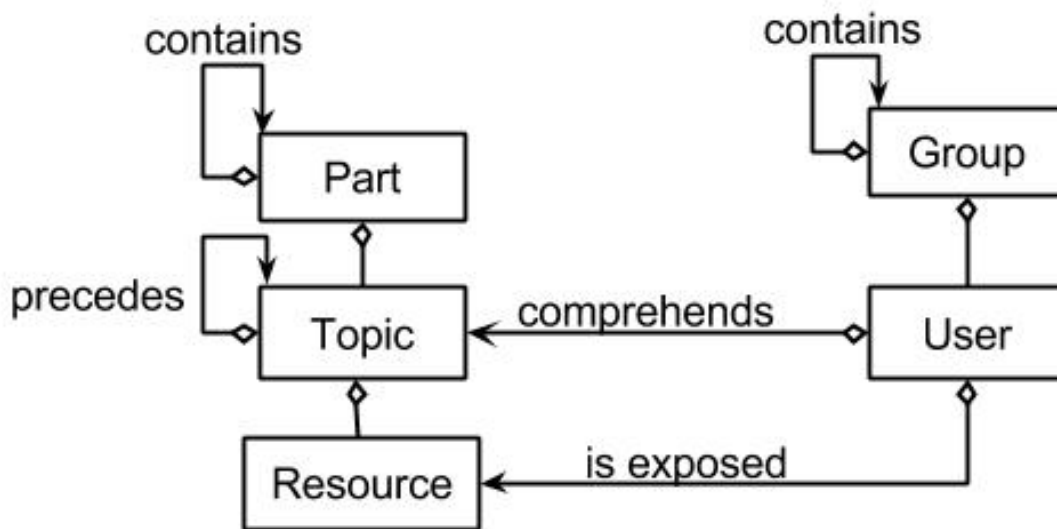 contains
contains
Part
Group
precedes
Topic
comprehends
User
Resource
is exposed